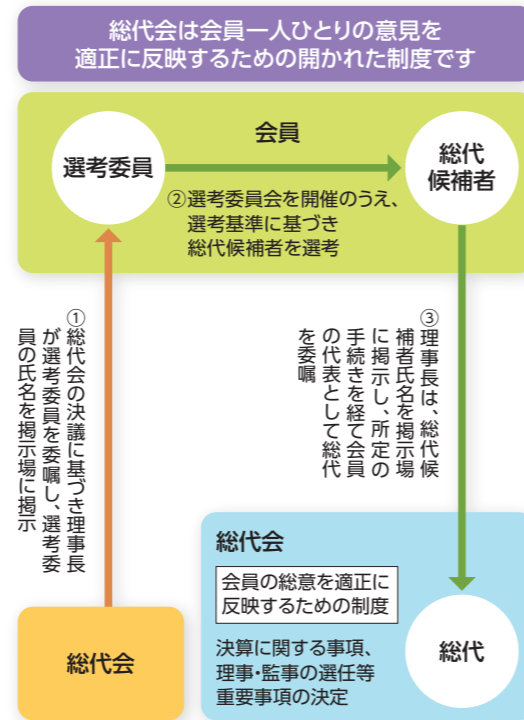 総代会は会員一人ひとりの意見を
適正に反映するための開かれた制度です
会員
選考委員
総代
候補者
②選考委員会を開催のうえ、
選考基準に基づき
総代候補者を選考
①総代会の決議に基づき理事長
が選考委員を委嘱し、選考委
員の氏名を掲示場に掲示
③理事長は、総代候
補者氏名を掲示場
に掲示し、所定の
手続きを経て会員
の代表として総代
を委嘱
総代会
総代会
会員の総意を適正に
反映するための制度
決算に関する事項、
理事・監事の選任等
重要事項の決定
総代